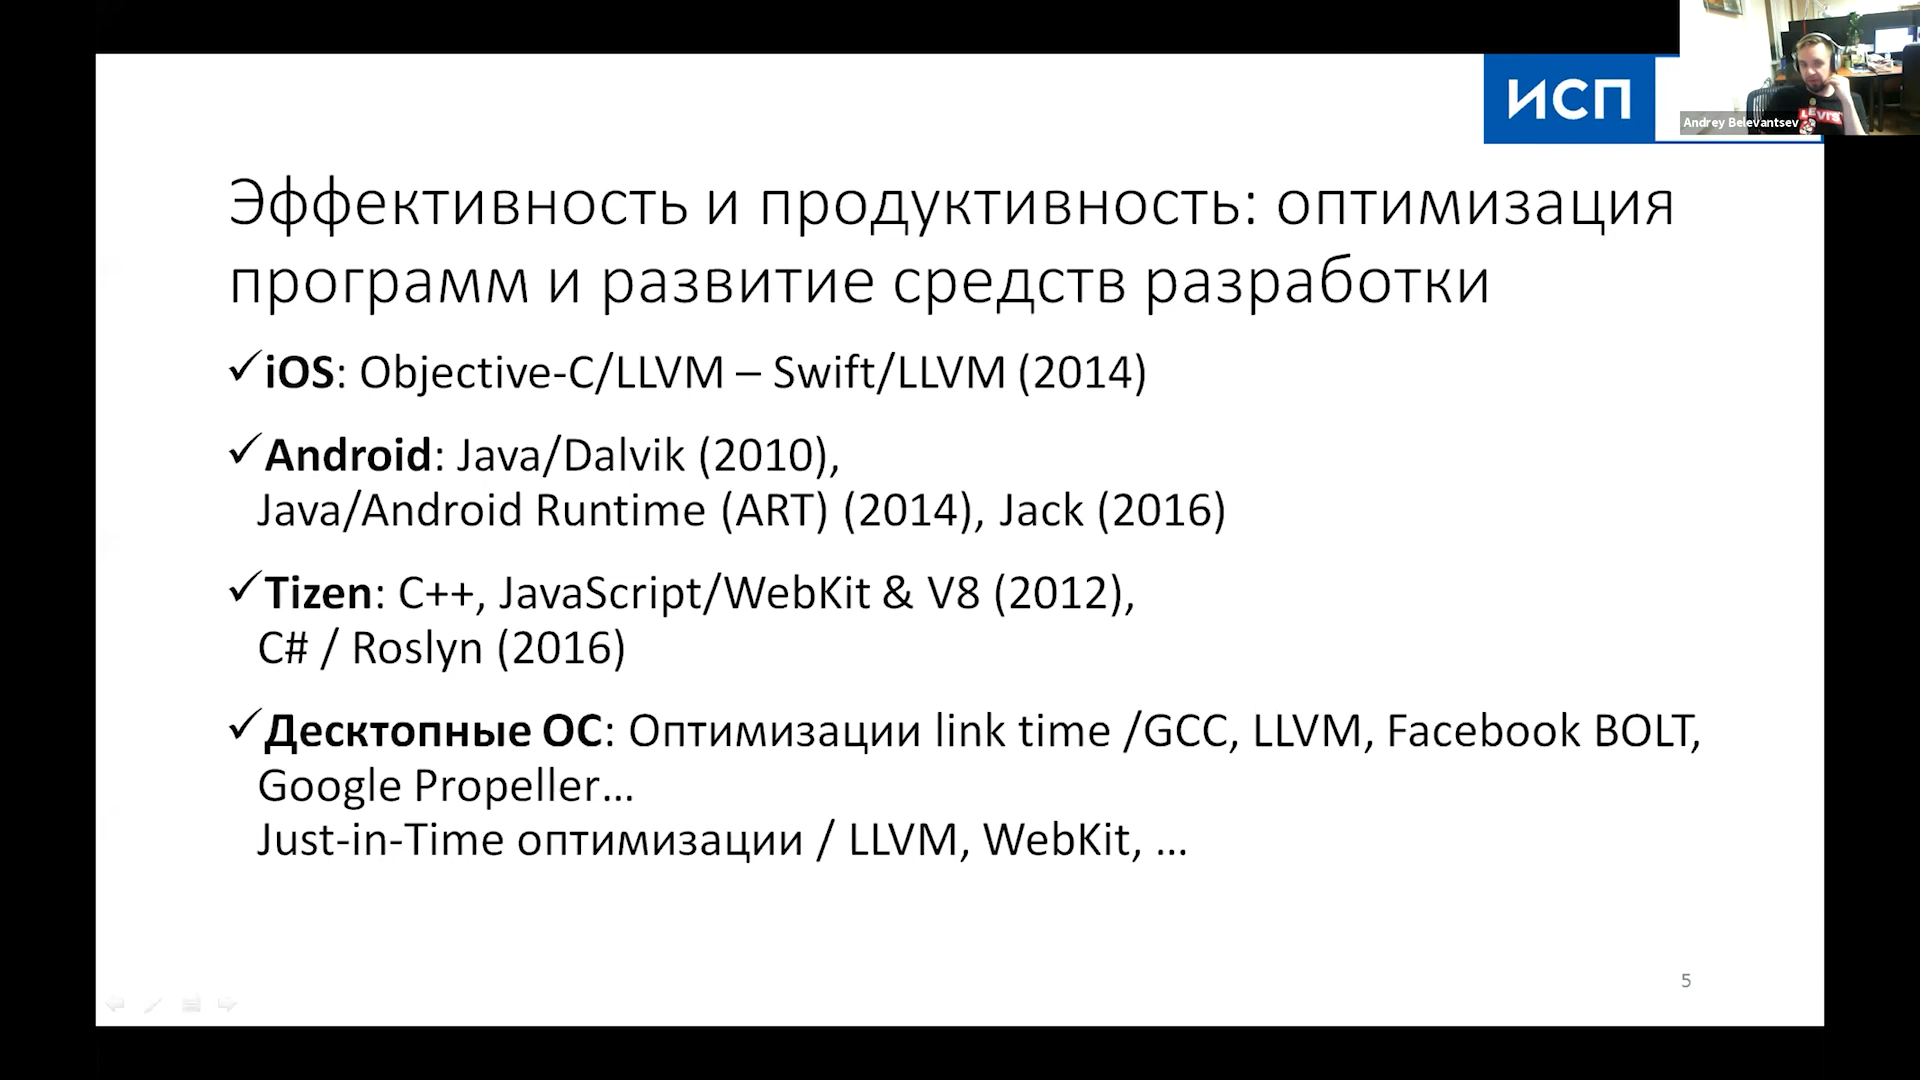 ИСП
Andrey Belevantsev
LEVI'S
Эффективность и продуктивность: оптимизация
программ и развитие средств разработки
✓iOS: Objective-C/LLVM – Swift/LLVM (2014)
✓Android: Java/Dalvik (2010),
Java/Android Runtime (ART) (2014), Jack (2016)
✓Tizen: C++, JavaScript/WebKit & V8 (2012),
C# / Roslyn (2016)
✓Десктопные ОС: Оптимизации link time /GCC, LLVM, Facebook BOLT,
Google Propeller…
Just-in-Time оптимизации / LLVM, WebKit, …
5